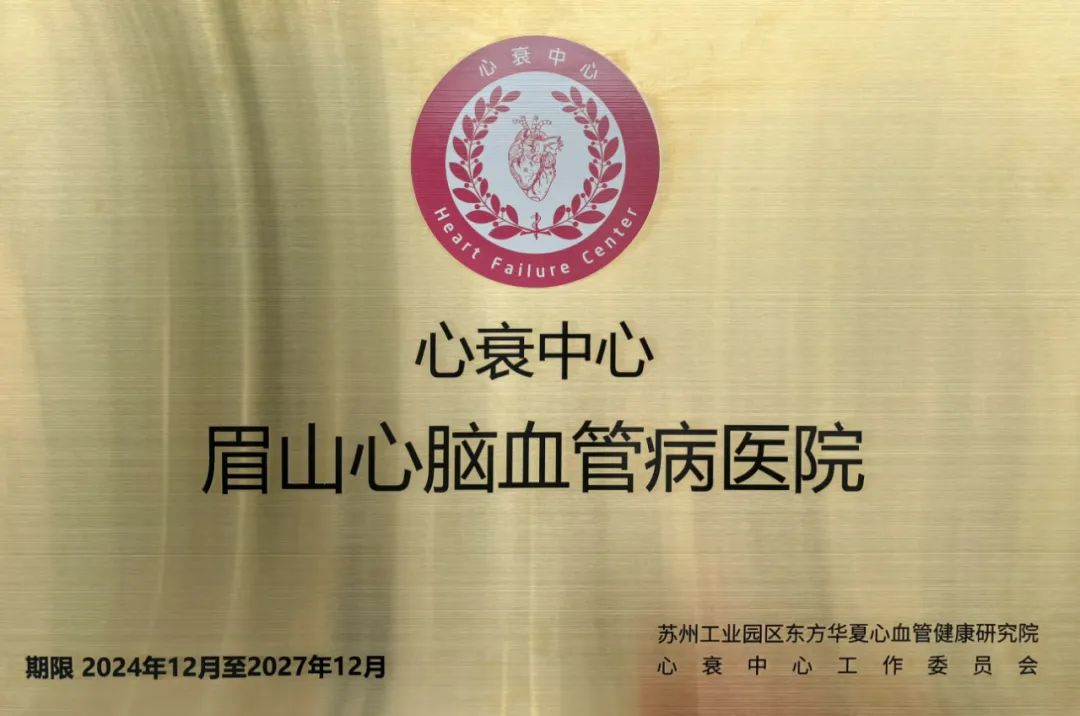 心衰中心
Heart Failure Center
心衰中心
眉山心脑血管病医院
期限 2024年12月至2027年12月
苏州工业园区东方华夏心血管健康研究院
心衰中心工作委员会